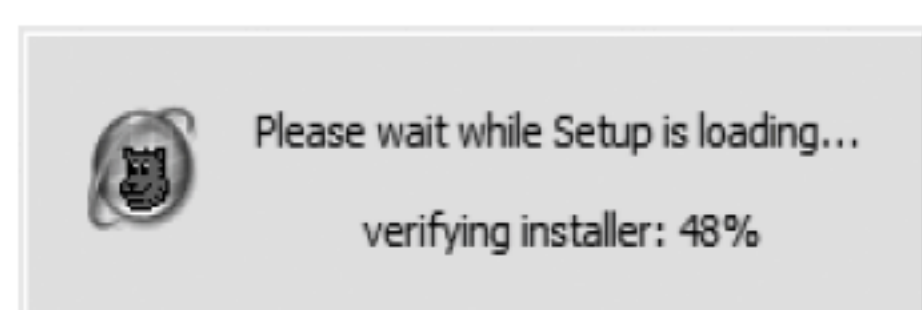 Please wait while Setup is loading...
verifying installer: 48%